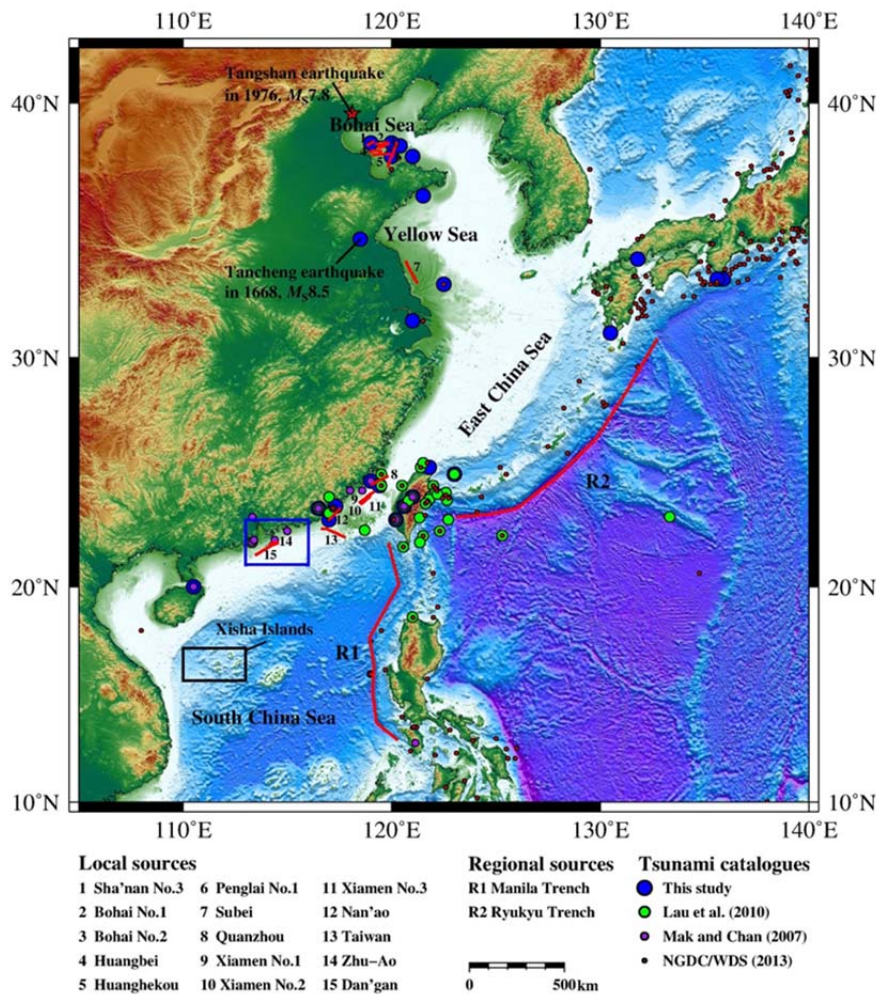 110°E 120°E 130°E 140°E
40°N 40°N
Tangshan earthquake
in 1976, MS7.8
Bohai Sea
2
5
Yellow Sea
7
Tancheng earthquake
in 1668, MS8.5
30°N 30°N
East China Sea
R2
8
9
11
10
12
13
14
15
20°N 20°N
Xisha Islands
R1
South China Sea
10°N 10°N
110°E 120°E 130°E 140°E
Local sources
1 Sha'nan No.3 6 Penglai No.1 11 Xiamen No.3
2 Bohai No.1 7 Subei 12 Nan'ao
3 Bohai No.2 8 Quanzhou 13 Taiwan
4 Huangbei 9 Xiamen No.1 14 Zhu-Ao
5 Huanghekou 10 Xiamen No.2 15 Dan'gan
Regional sources
R1 Manila Trench
R2 Ryukyu Trench
0 500km
Tsunami catalogues
This study
Lau et al. (2010)
Mak and Chan (2007)
NGDC/WDS (2013)